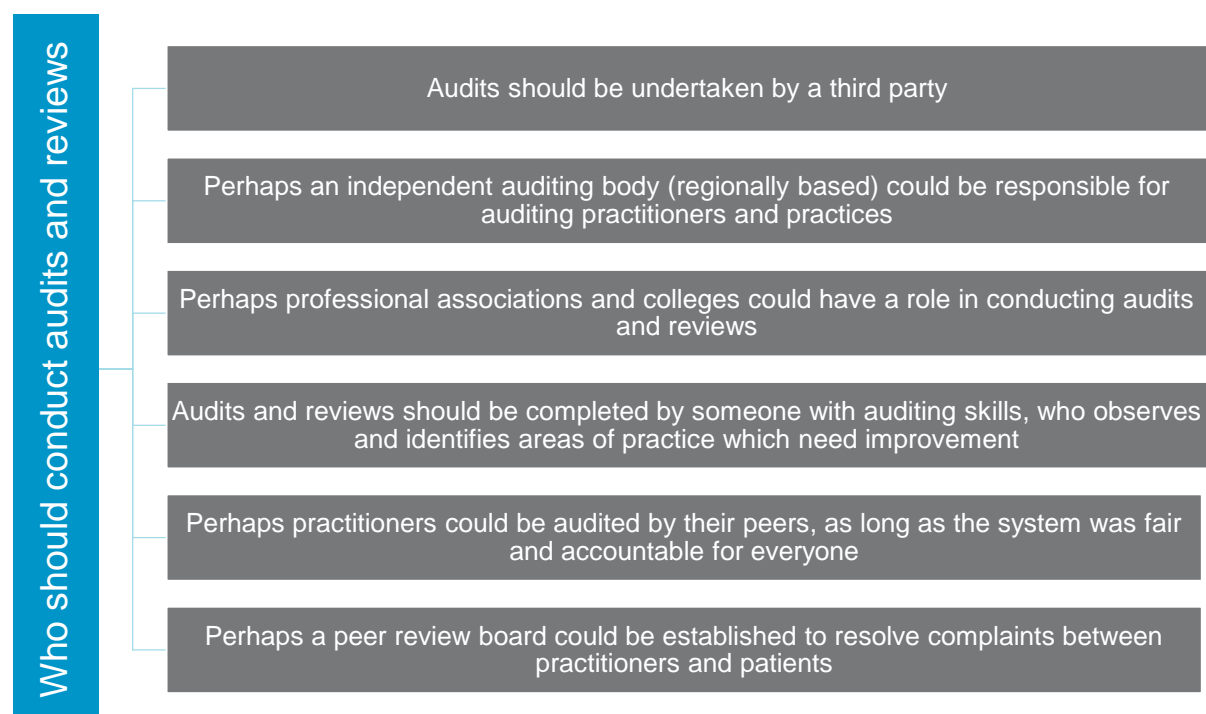 Who should conduct audits and reviews
Audits should be undertaken by a third party
Perhaps an independent auditing body (regionally based) could be responsible for
auditing practitioners and practices
Perhaps professional associations and colleges could have a role in conducting audits
and reviews
Audits and reviews should be completed by someone with auditing skills, who observes
and identifies areas of practice which need improvement
Perhaps practitioners could be audited by their peers, as long as the system was fair
and accountable for everyone
Perhaps a peer review board could be established to resolve complaints between
practitioners and patients